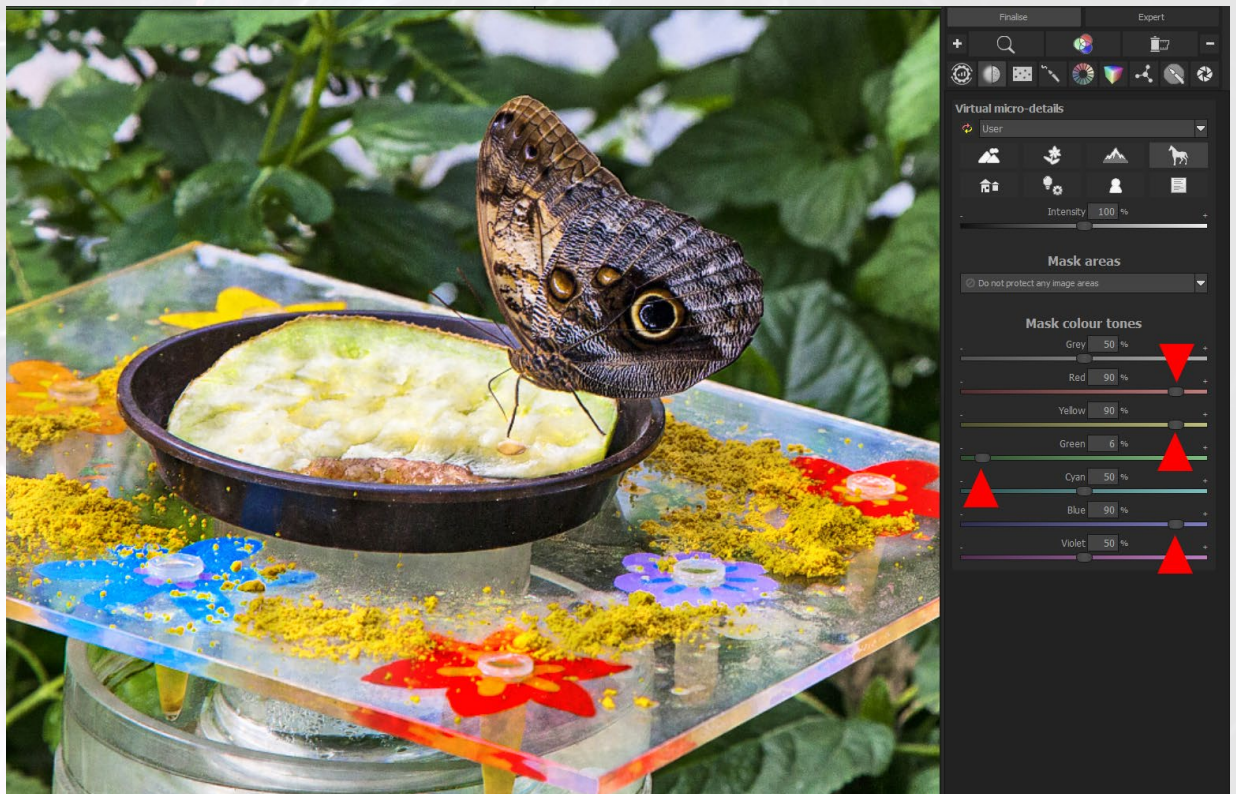 Finalise Expert
Virtual micro-details
User
Intensity 100 %
- +
Mask areas
Do not protect any image areas
Mask colour tones
Grey 50 %
- +
Red 90 %
- +
Yellow 90 %
- +
Green 6 %
- +
Cyan 50 %
- +
Blue 90 %
- +
Violet 50 %
- +